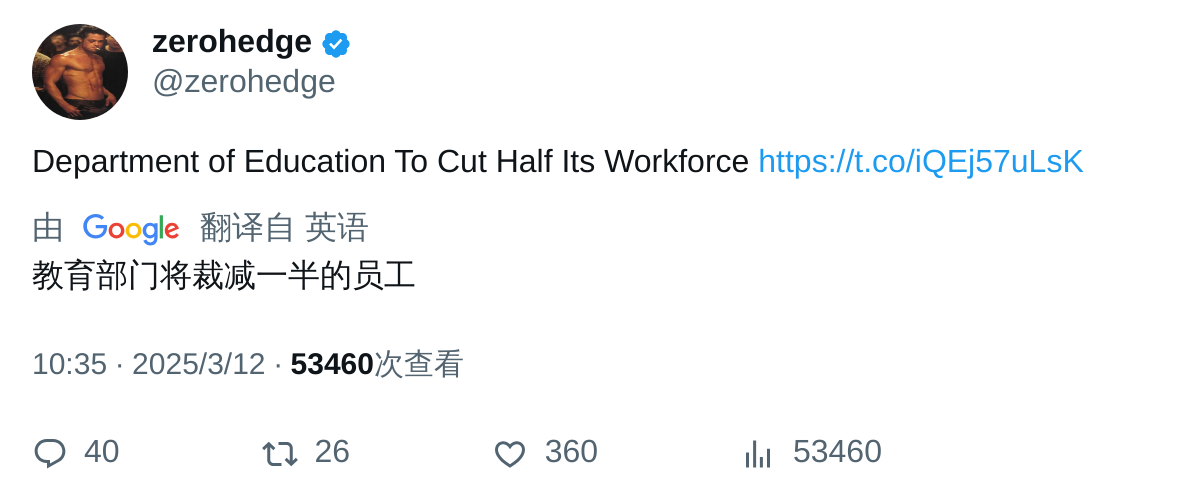 zerohedge
@zerohedge
Department of Education To Cut Half Its Workforce https://t.co/iQEj57uLsK
由 Google 翻译自 英语
教育部门将裁减一半的员工
10:35 · 2025/3/12 · 53460次查看
40 26 360 53460